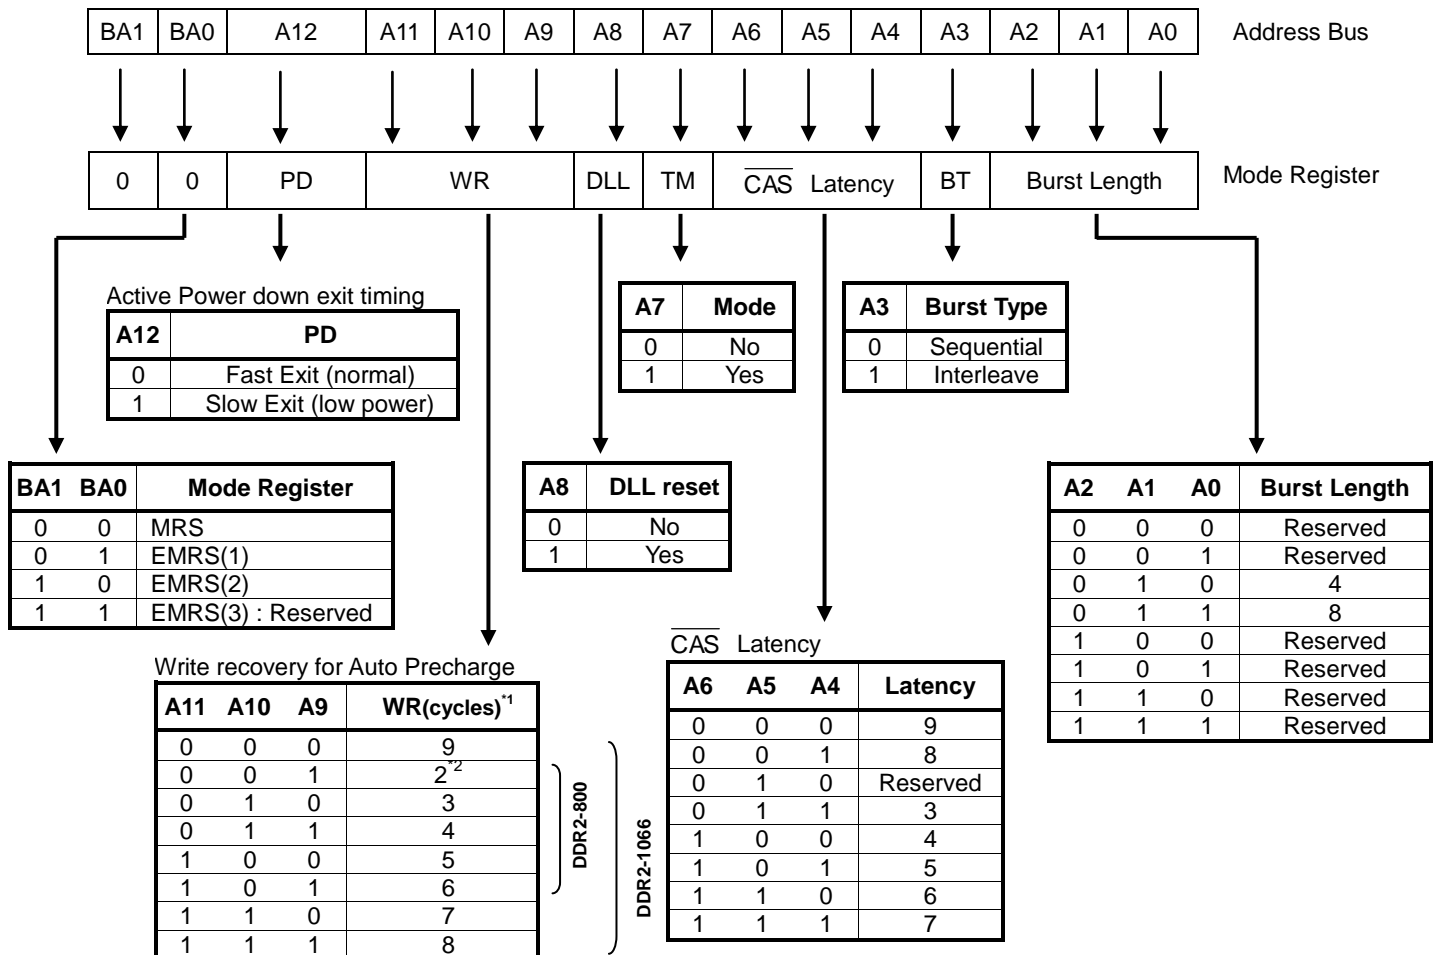 BA1 BA0 A12 A11 A10 A9 A8 A7 A6 A5 A4 A3 A2 A1 A0 Address Bus
0 0 PD WR DLL TM CAS Latency BT Burst Length Mode Register
Active Power down exit timing
A12 PD
0 Fast Exit (normal)
1 Slow Exit (low power)
A7 Mode
0 No
1 Yes
A3 Burst Type
0 Sequential
1 Interleave
BA1 BA0 Mode Register
0 0 MRS
0 1 EMRS(1)
1 0 EMRS(2)
1 1 EMRS(3) : Reserved
A8 DLL reset
0 No
1 Yes
A2 A1 A0 Burst Length
0 0 0 Reserved
0 0 1 Reserved
0 1 0 4
0 1 1 8
1 0 0 Reserved
1 0 1 Reserved
1 1 0 Reserved
1 1 1 Reserved
Write recovery for Auto Precharge
A11 A10 A9 WR(cycles)*1
0 0 0 9
0 0 1 2*2
0 1 0 3
0 1 1 4
1 0 0 5
1 0 1 6
1 1 0 7
1 1 1 8
DDR2-800
DDR2-1066
CAS Latency
A6 A5 A4 Latency
0 0 0 9
0 0 1 8
0 1 0 Reserved
0 1 1 3
1 0 0 4
1 0 1 5
1 1 0 6
1 1 1 7